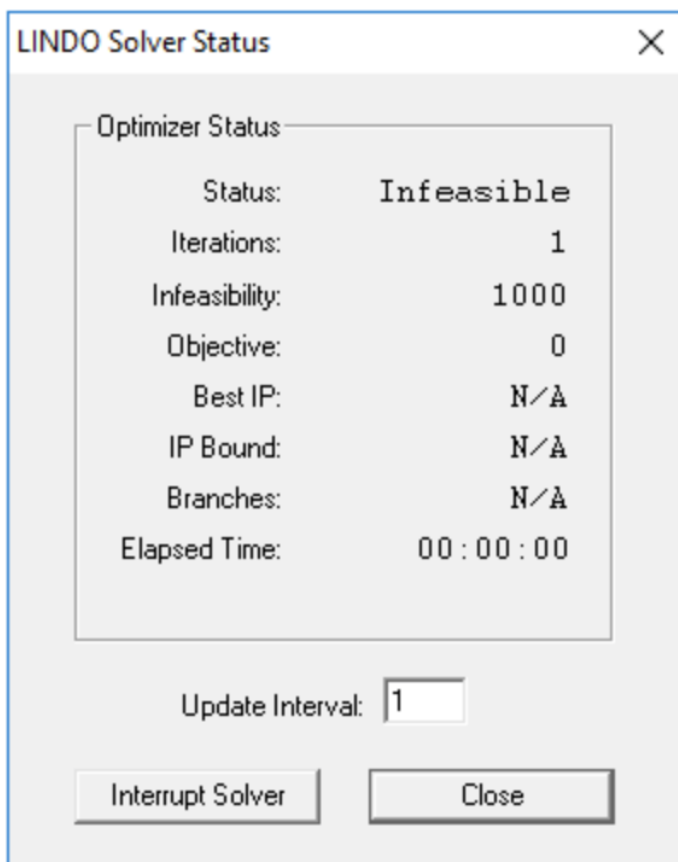 LINDO Solver Status
Optimizer Status
Status: Infeasible
Iterations: 1
Infeasibility: 1000
Objective: 0
Best IP: N/A
IP Bound: N/A
Branches: N/A
Elapsed Time: 00:00:00
Update Interval: 1
Interrupt Solver Close